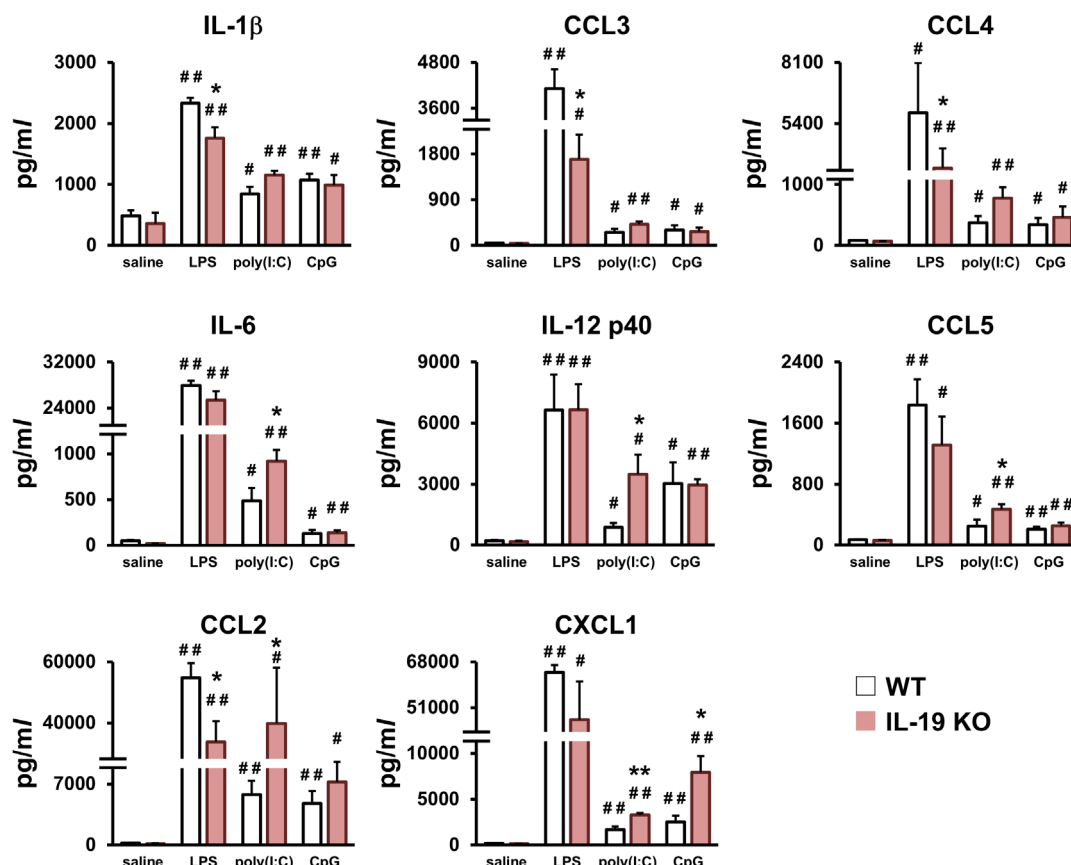 IL-1β
pg/ml
3000
2000
1000
0
## ## * # ## ## #
saline LPS poly(I:C) CpG
CCL3
pg/ml
4800
3600
1800
900
0
## * # # ## # #
saline LPS poly(I:C) CpG
CCL4
pg/ml
8100
5400
1000
0
# * ## # ## # #
saline LPS poly(I:C) CpG
IL-6
pg/ml
32000
24000
1000
500
0
## ## # * ## # ##
saline LPS poly(I:C) CpG
IL-12 p40
pg/ml
9000
6000
3000
0
## ## # * # # ##
saline LPS poly(I:C) CpG
CCL5
pg/ml
2400
1600
800
0
## # # * ## ## ##
saline LPS poly(I:C) CpG
CCL2
pg/ml
60000
40000
7000
0
## * ## ## * # ## #
saline LPS poly(I:C) CpG
CXCL1
pg/ml
68000
51000
10000
5000
0
## # ## ** ## ## * ##
saline LPS poly(I:C) CpG
WT
IL-19 KO